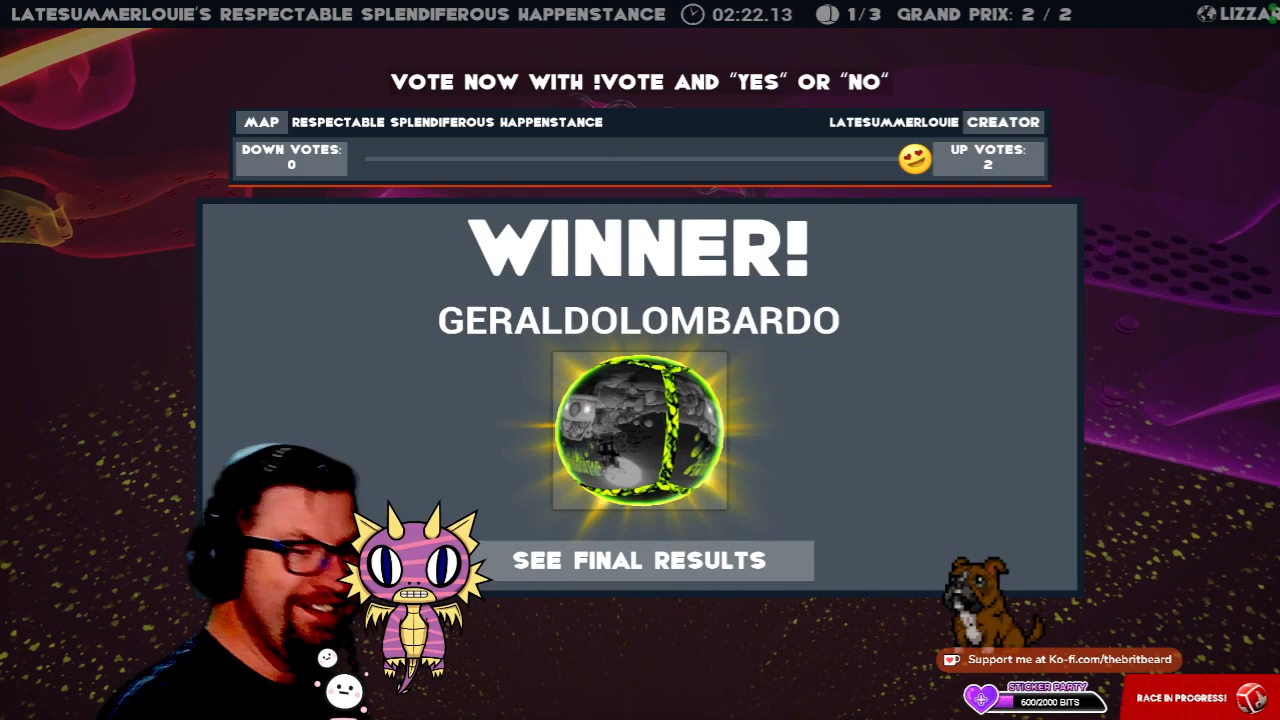 LATESUMMERLOUIE'S RESPECTABLE SPLENDIFEROUS HAPPENSTANCE 02:22.13 1/3 GRAND PRIX: 2 / 2
VOTE NOW WITH !VOTE AND "YES" OR "NO"
MAP RESPECTABLE SPLENDIFEROUS HAPPENSTANCE LATESUMMERLOUIE CREATOR
DOWN VOTES: UP VOTES:
0 2
WINNER!
GERALDOLOMBARDO
SEE FINAL RESULTS
Support me at Ko-fi.com/thebritbeard
STICKER PARTY
600/2000 BITS
RACE IN PROGRESS!